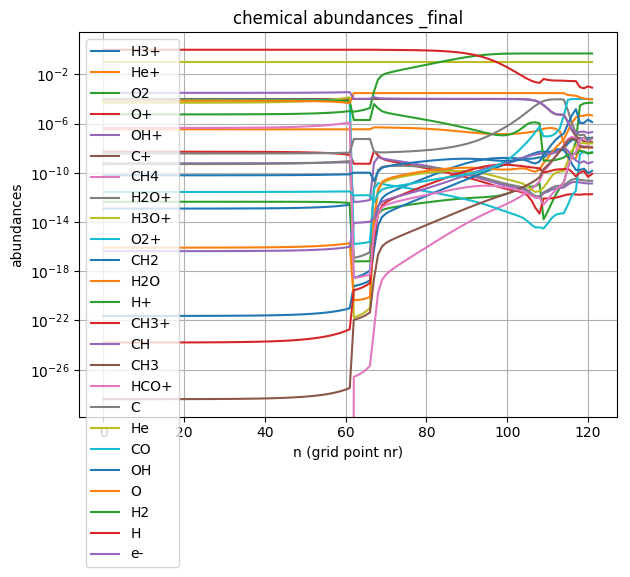 chemical abundances _final
H3+
He+
O2
O+
OH+
C+
CH4
H2O+
H3O+
O2+
CH2
H2O
H+
CH3+
CH
CH3
HCO+
C
He
CO
OH
O
H2
H
e-
abundances
10⁻²
10⁻⁶
10⁻¹⁰
10⁻¹⁴
10⁻¹⁸
10⁻²²
10⁻²⁶
0 20 40 60 80 100 120
n (grid point nr)